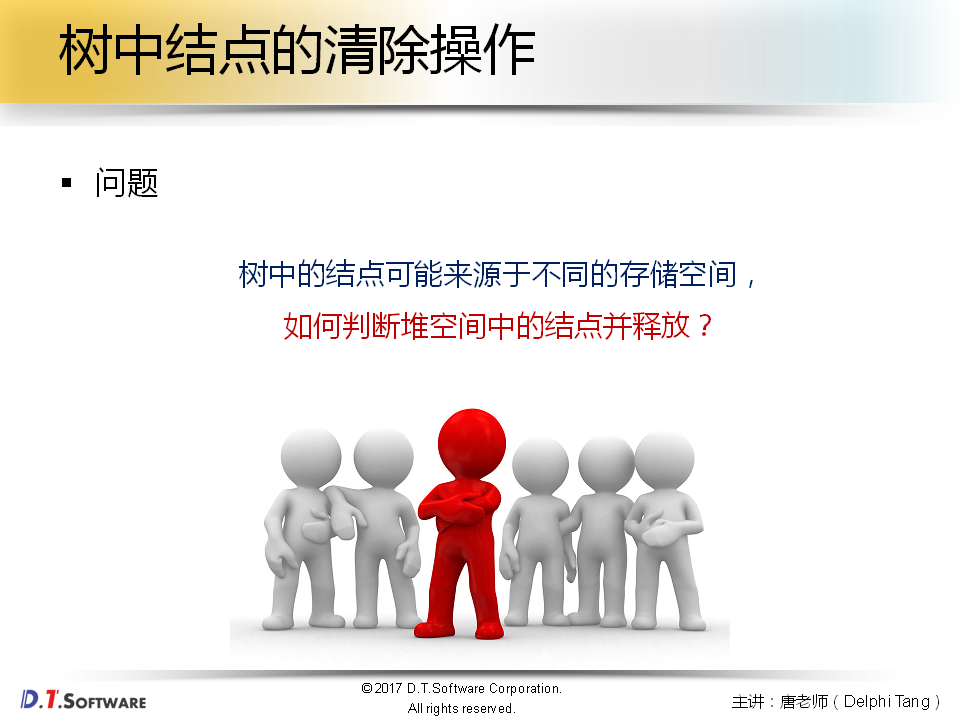 树中结点的清除操作
问题
树中的结点可能来源于不同的存储空间，
如何判断堆空间中的结点并释放？
D.T.SOFTWARE
©2017 D.T.Software Corporation.
All rights reserved.
主讲：唐老师（Delphi Tang）